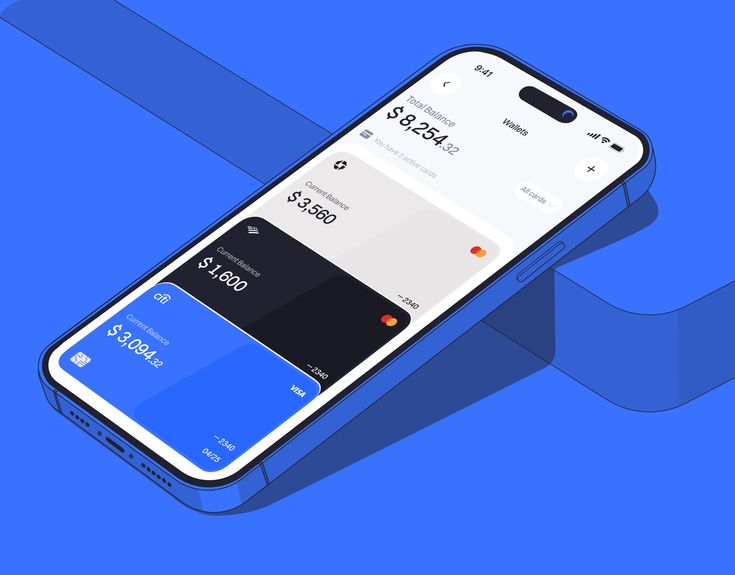 9:41
Wallets
Total Balance
$ 8,254.32
You have 3 active cards
All cards
Current Balance
$ 3,560
2340
Current Balance
$ 1,600
2340
citi
Current Balance
$ 3,094.32
VISA
2340
04/25